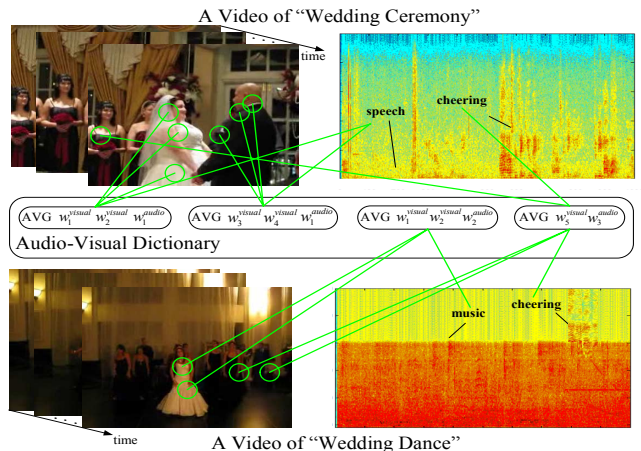 A Video of “Wedding Ceremony”
time
speech
cheering
AVG w₁ᵛⁱˢᵘᵃˡ w₂ᵛⁱˢᵘᵃˡ w₁ᵃᵘᵈⁱᵒ
AVG w₃ᵛⁱˢᵘᵃˡ w₄ᵛⁱˢᵘᵃˡ w₁ᵃᵘᵈⁱᵒ
AVG w₁ᵛⁱˢᵘᵃˡ w₂ᵛⁱˢᵘᵃˡ w₂ᵃᵘᵈⁱᵒ
AVG w₅ᵛⁱˢᵘᵃˡ w₃ᵃᵘᵈⁱᵒ
Audio-Visual Dictionary
music
cheering
time
A Video of “Wedding Dance”